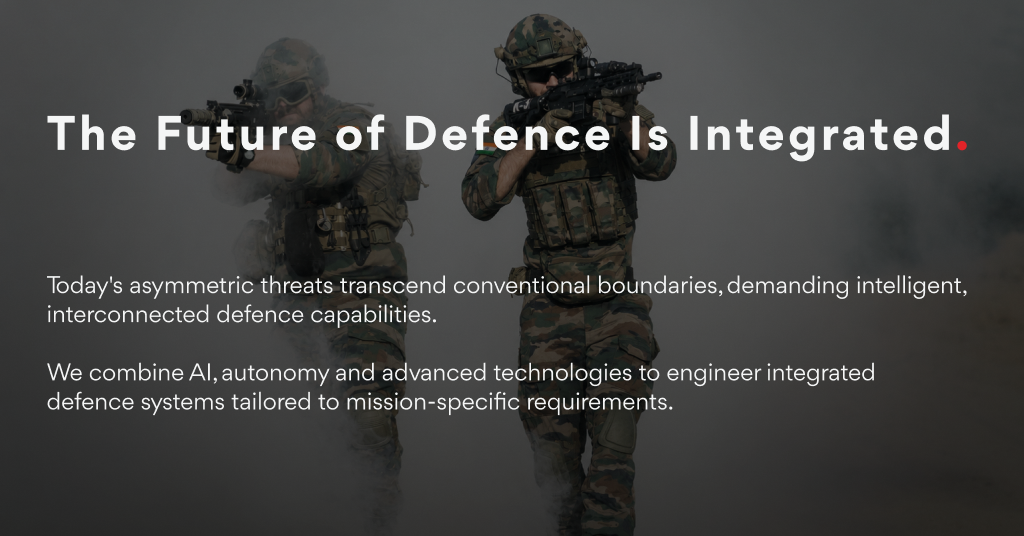 The Future of Defence Is Integrated.
Today's asymmetric threats transcend conventional boundaries, demanding intelligent,
interconnected defence capabilities.
We combine AI, autonomy and advanced technologies to engineer integrated
defence systems tailored to mission-specific requirements.